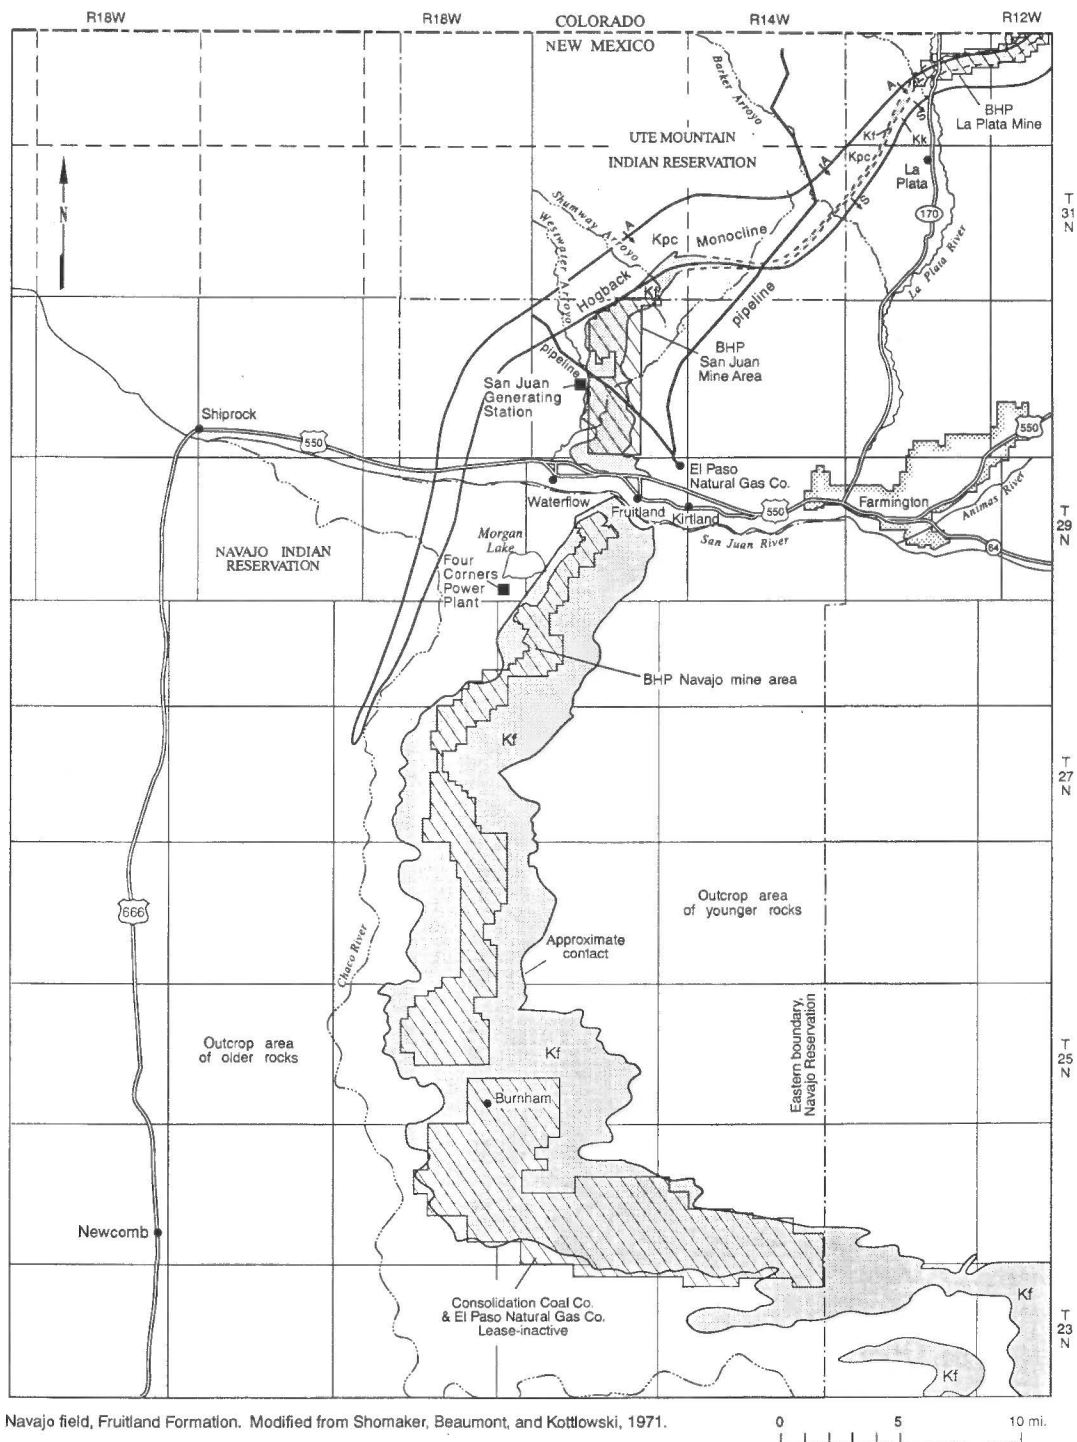 R18W
R18W
COLORADO
NEW MEXICO
R14W
R12W
Barker Arroyo
A
BHP
La Plata Mine
S
UTE MOUNTAIN
INDIAN RESERVATION
Kf
Kk
Kpc
A
La
Plata
T
31
N
N
Shumway Arroyo
S
170
A
Westwater Arroyo
Kpc
Monocline
La Plata River
Hogback
Kf
pipeline
pipeline
BHP
San Juan
Mine Area
San Juan
Generating
Station
Shiprock
550
550
El Paso
Natural Gas Co.
Waterflow
Fruitland
Kirtland
550
Farmington
Animas River
San Juan River
64
T
29
N
Morgan
Lake
NAVAJO INDIAN
RESERVATION
Four
Corners
Power
Plant
BHP Navajo mine area
Kf
T
27
N
666
Outcrop area
of younger rocks
Chaco River
Approximate
contact
Outcrop area
of older rocks
Kf
Eastern boundary,
Navajo Reservation
T
25
N
Burnham
Newcomb
Consolidation Coal Co.
& El Paso Natural Gas Co.
Lease-inactive
Kf
T
23
N
Kf
Navajo field, Fruitland Formation. Modified from Shomaker, Beaumont, and Kottlowski, 1971.
0 5 10 mi.